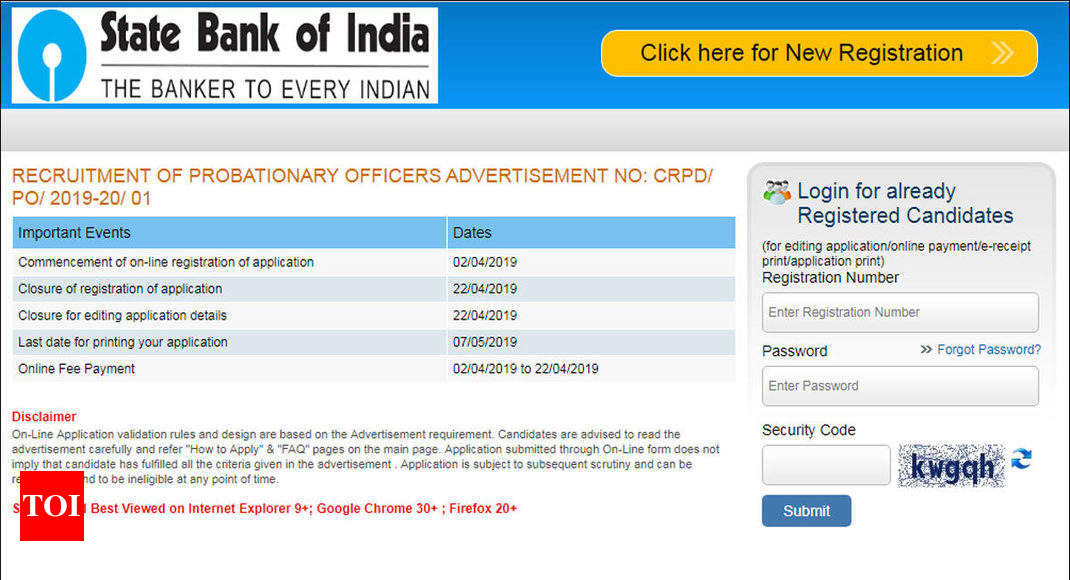 State Bank of India
THE BANKER TO EVERY INDIAN
Click here for New Registration
RECRUITMENT OF PROBATIONARY OFFICERS ADVERTISEMENT NO: CRPD/
PO/ 2019-20/ 01
Important Events Dates
Commencement of on-line registration of application 02/04/2019
Closure of registration of application 22/04/2019
Closure for editing application details 22/04/2019
Last date for printing your application 07/05/2019
Online Fee Payment 02/04/2019 to 22/04/2019
Disclaimer
On-Line Application validation rules and design are based on the Advertisement requirement. Candidates are advised to read the
advertisement carefully and refer "How to Apply" & "FAQ" pages on the main page. Application submitted through On-Line form does not
imply that candidate has fulfilled all the criteria given in the advertisement . Application is subject to subsequent scrutiny and can be
to be ineligible at any point of time.
Best Viewed on Internet Explorer 9+; Google Chrome 30+ ; Firefox 20+
TOI
Login for already
Registered Candidates
(for editing application/online payment/e-receipt
print/application print)
Registration Number
Enter Registration Number
Password >> Forgot Password?
Enter Password
Security Code
kwgqh
Submit